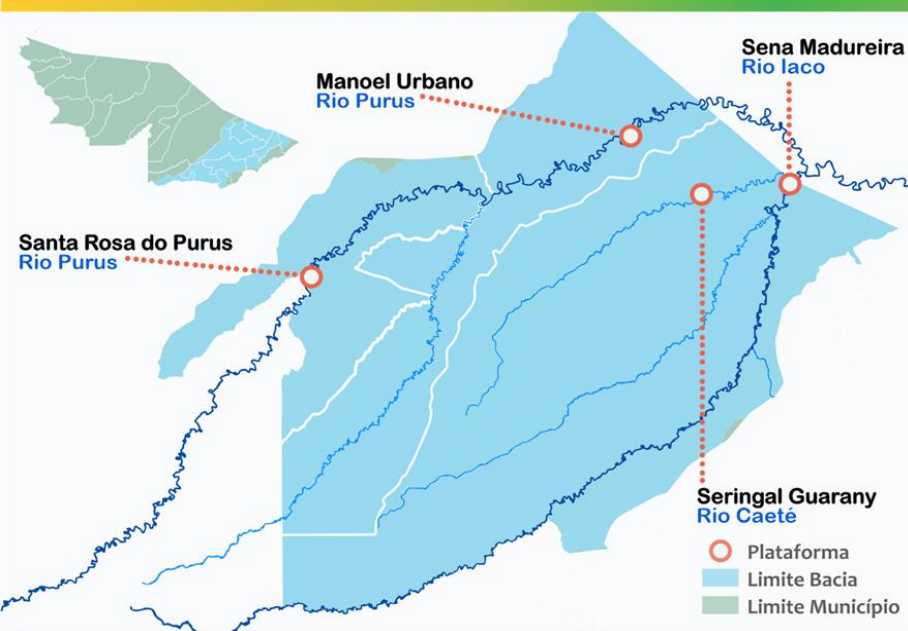 Sena Madureira
Rio Iaco
Manoel Urbano
Rio Purus
Santa Rosa do Purus
Rio Purus
Seringal Guarany
Rio Caeté
Plataforma
Limite Bacia
Limite Município